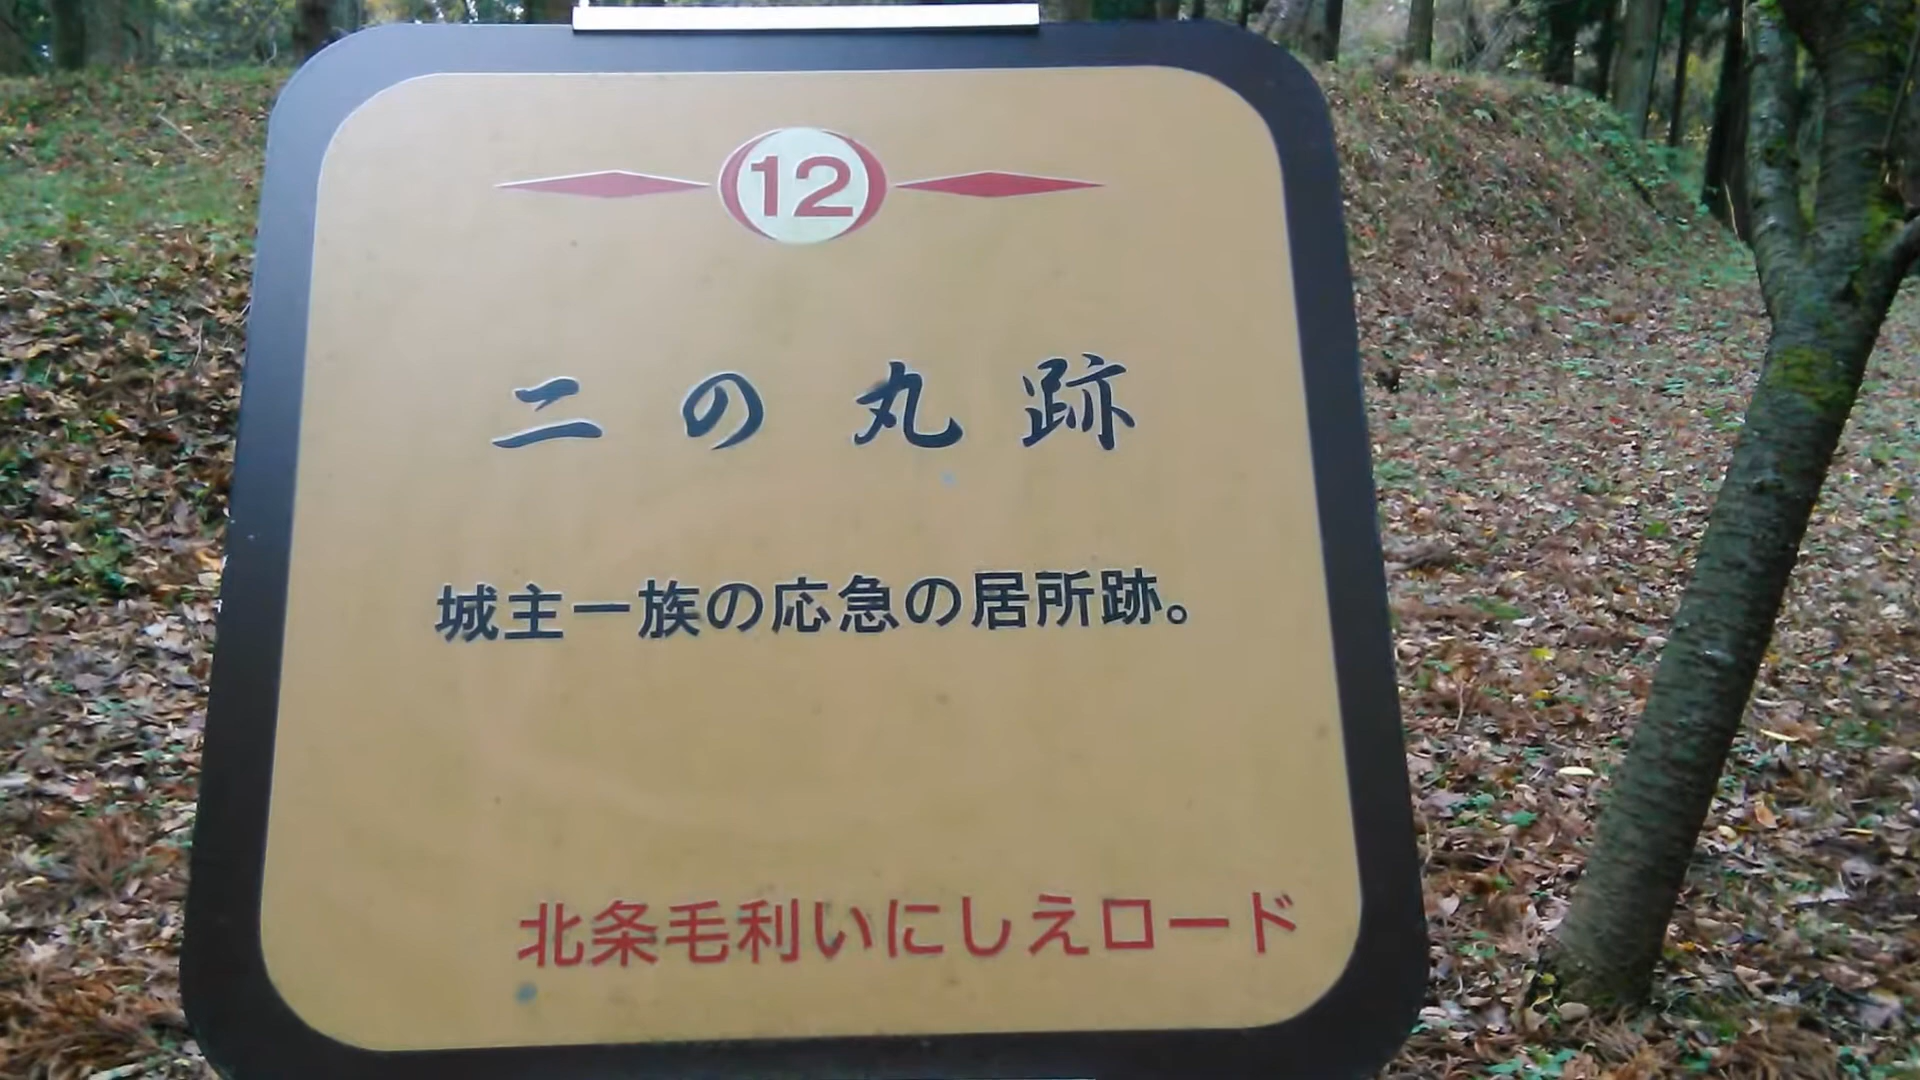 12
二の丸跡
城主一族の応急の居所跡。
北条毛利いにしえロード